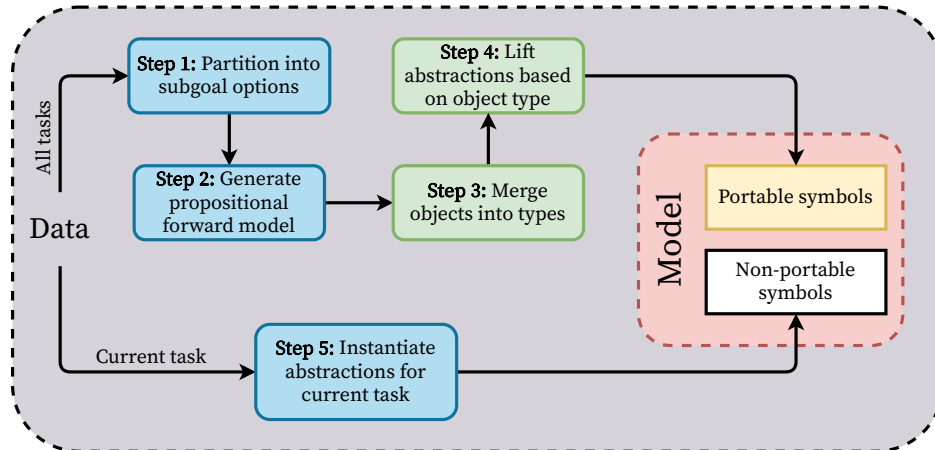 Step 1: Partition into
subgoal options
Step 4: Lift
abstractions based
on object type
All tasks
Step 2: Generate
propositional
forward model
Step 3: Merge
objects into types
Portable symbols
Model
Data
Non-portable
symbols
Current task
Step 5: Instantiate
abstractions for
current task